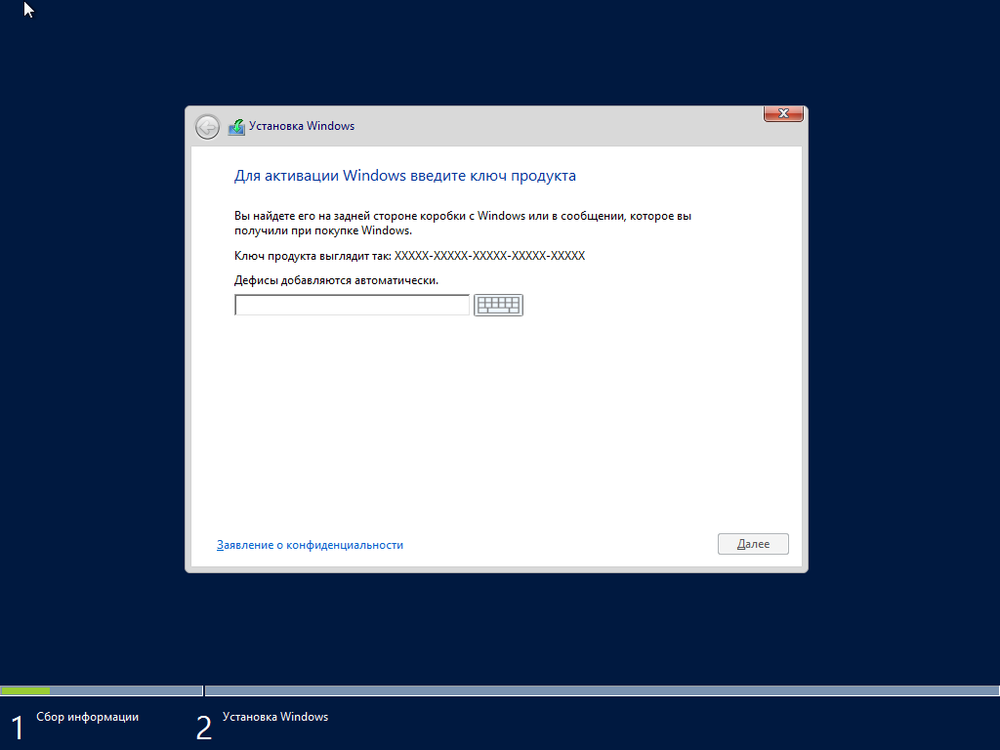 Установка Windows
Для активации Windows введите ключ продукта
Вы найдете его на задней стороне коробки с Windows или в сообщении, которое вы
получили при покупке Windows.
Ключ продукта выглядит так: XXXXX-XXXXX-XXXXX-XXXXX-XXXXX
Дефисы добавляются автоматически.
Заявление о конфиденциальности
Далее
1 Сбор информации
2 Установка Windows